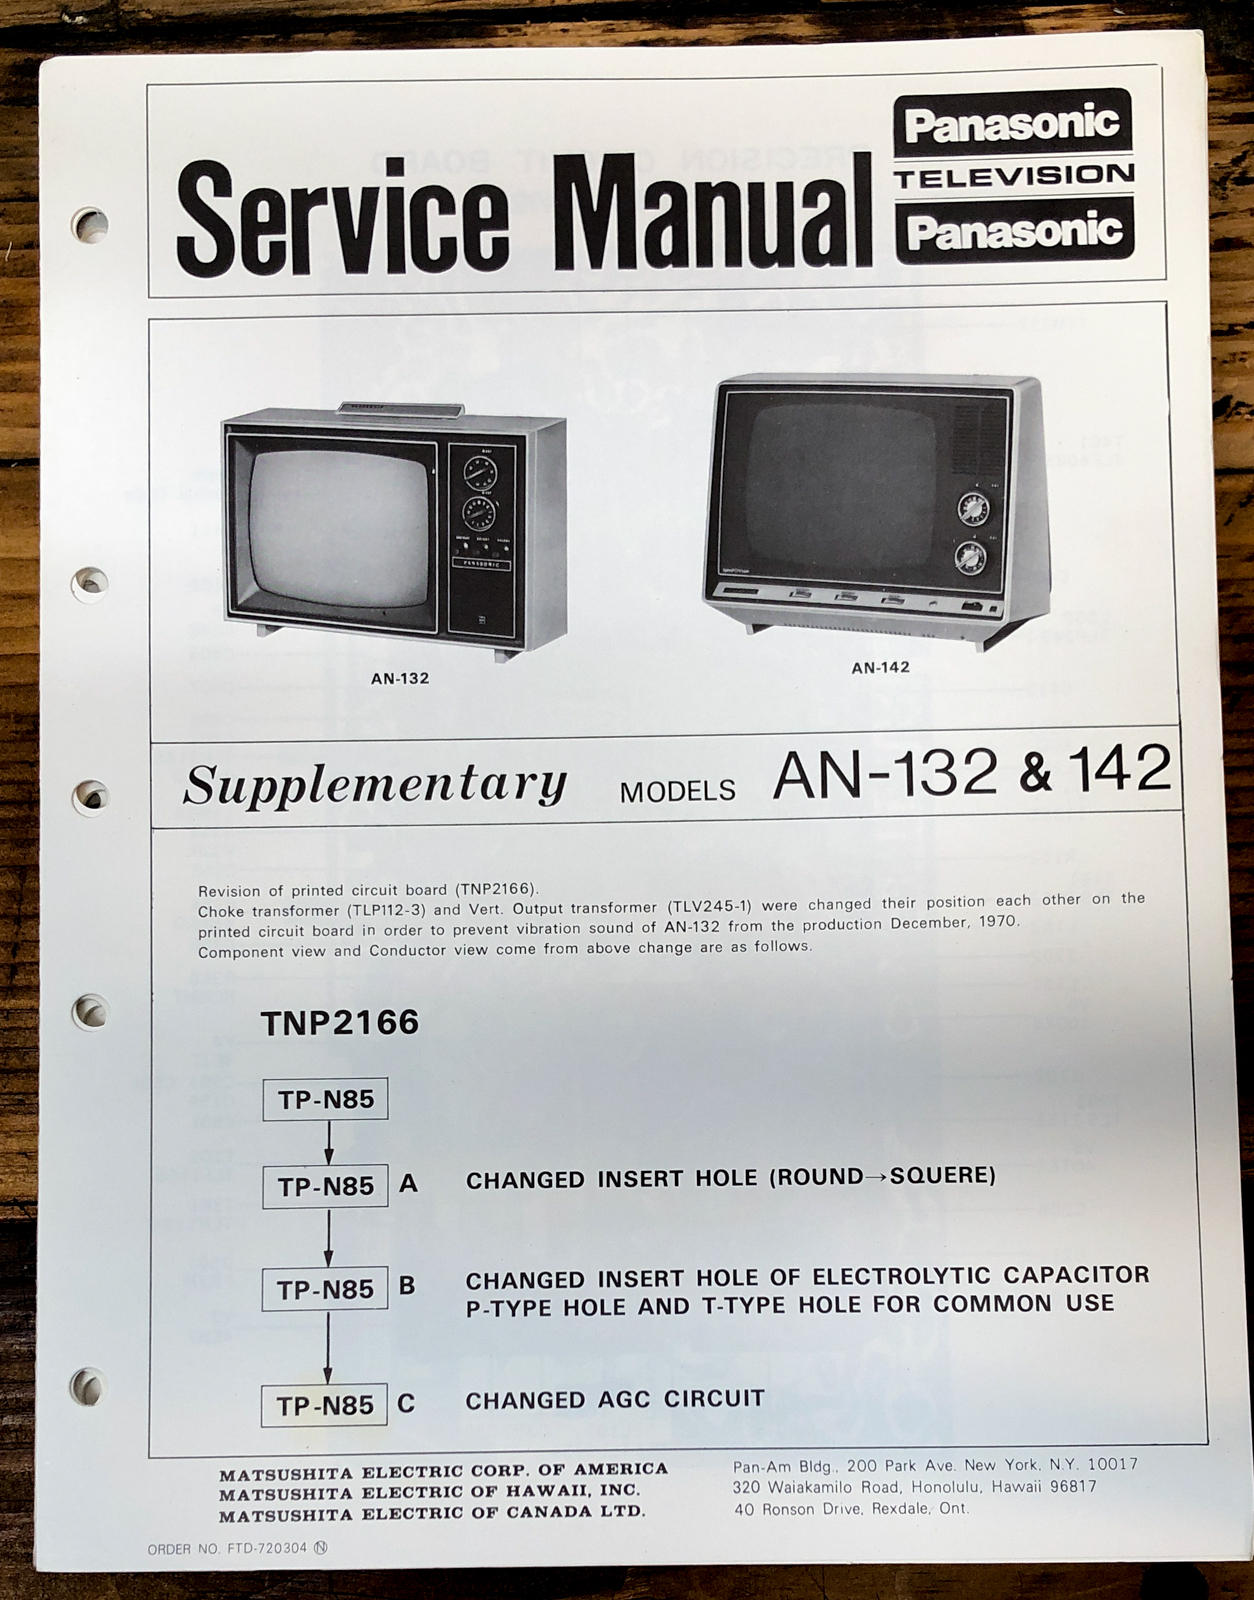 Service Manual
Panasonic
TELEVISION
Panasonic
PANASONIC
AN-132
AN-142
Supplementary MODELS AN-132 & 142
Revision of printed circuit board (TNP2166).
Choke transformer (TLP112-3) and Vert. Output transformer (TLV245-1) were changed their position each other on the
printed circuit board in order to prevent vibration sound of AN-132 from the production December, 1970.
Component view and Conductor view come from above change are as follows.
TNP2166
TP-N85
TP-N85 A CHANGED INSERT HOLE (ROUND→SQUERE)
TP-N85 B CHANGED INSERT HOLE OF ELECTROLYTIC CAPACITOR
P-TYPE HOLE AND T-TYPE HOLE FOR COMMON USE
TP-N85 C CHANGED AGC CIRCUIT
MATSUSHITA ELECTRIC CORP. OF AMERICA Pan-Am Bldg., 200 Park Ave. New York, N.Y. 10017
MATSUSHITA ELECTRIC OF HAWAII, INC. 320 Waiakamilo Road, Honolulu, Hawaii 96817
MATSUSHITA ELECTRIC OF CANADA LTD. 40 Ronson Drive, Rexdale, Ont.
ORDER NO. FTD-720304 Ⓝ